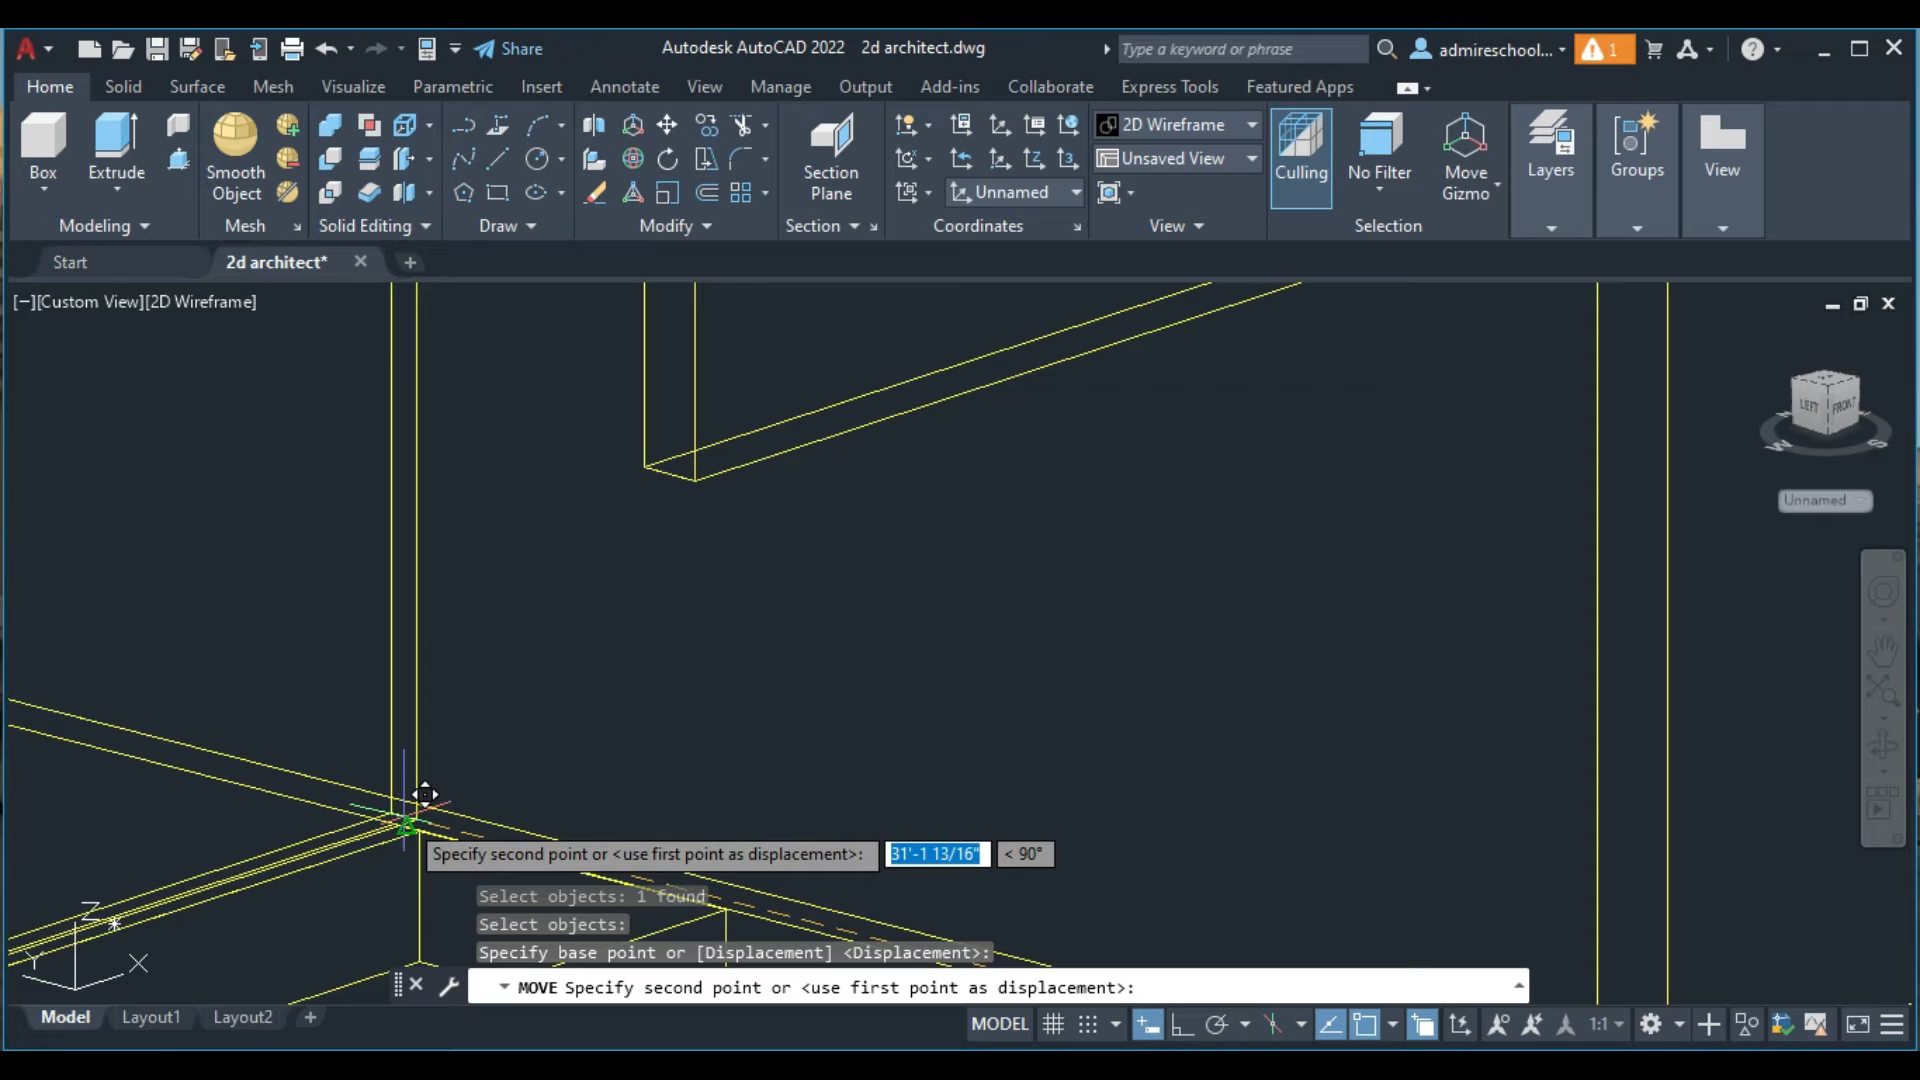 Share
Autodesk AutoCAD 2022 2d architect.dwg
Type a keyword or phrase
admireschool...
1
Home Solid Surface Mesh Visualize Parametric Insert Annotate View Manage Output Add-ins Collaborate Express Tools Featured Apps
Box
Extrude
Smooth Object
Section Plane
2D Wireframe
Unsaved View
Unnamed
Culling
No Filter
Move Gizmo
Layers
Groups
View
Modeling
Mesh
Solid Editing
Draw
Modify
Section
Coordinates
View
Selection
Start
2d architect*
[−][Custom View][2D Wireframe]
LEFT FRONT
W S
Unnamed
Specify second point or <use first point as displacement>: 31'-1 13/16" < 90°
Select objects: 1 found
Select objects:
Specify base point or [Displacement] <Displacement>:
MOVE Specify second point or <use first point as displacement>:
Z
Y
X
Model Layout1 Layout2
MODEL
1:1